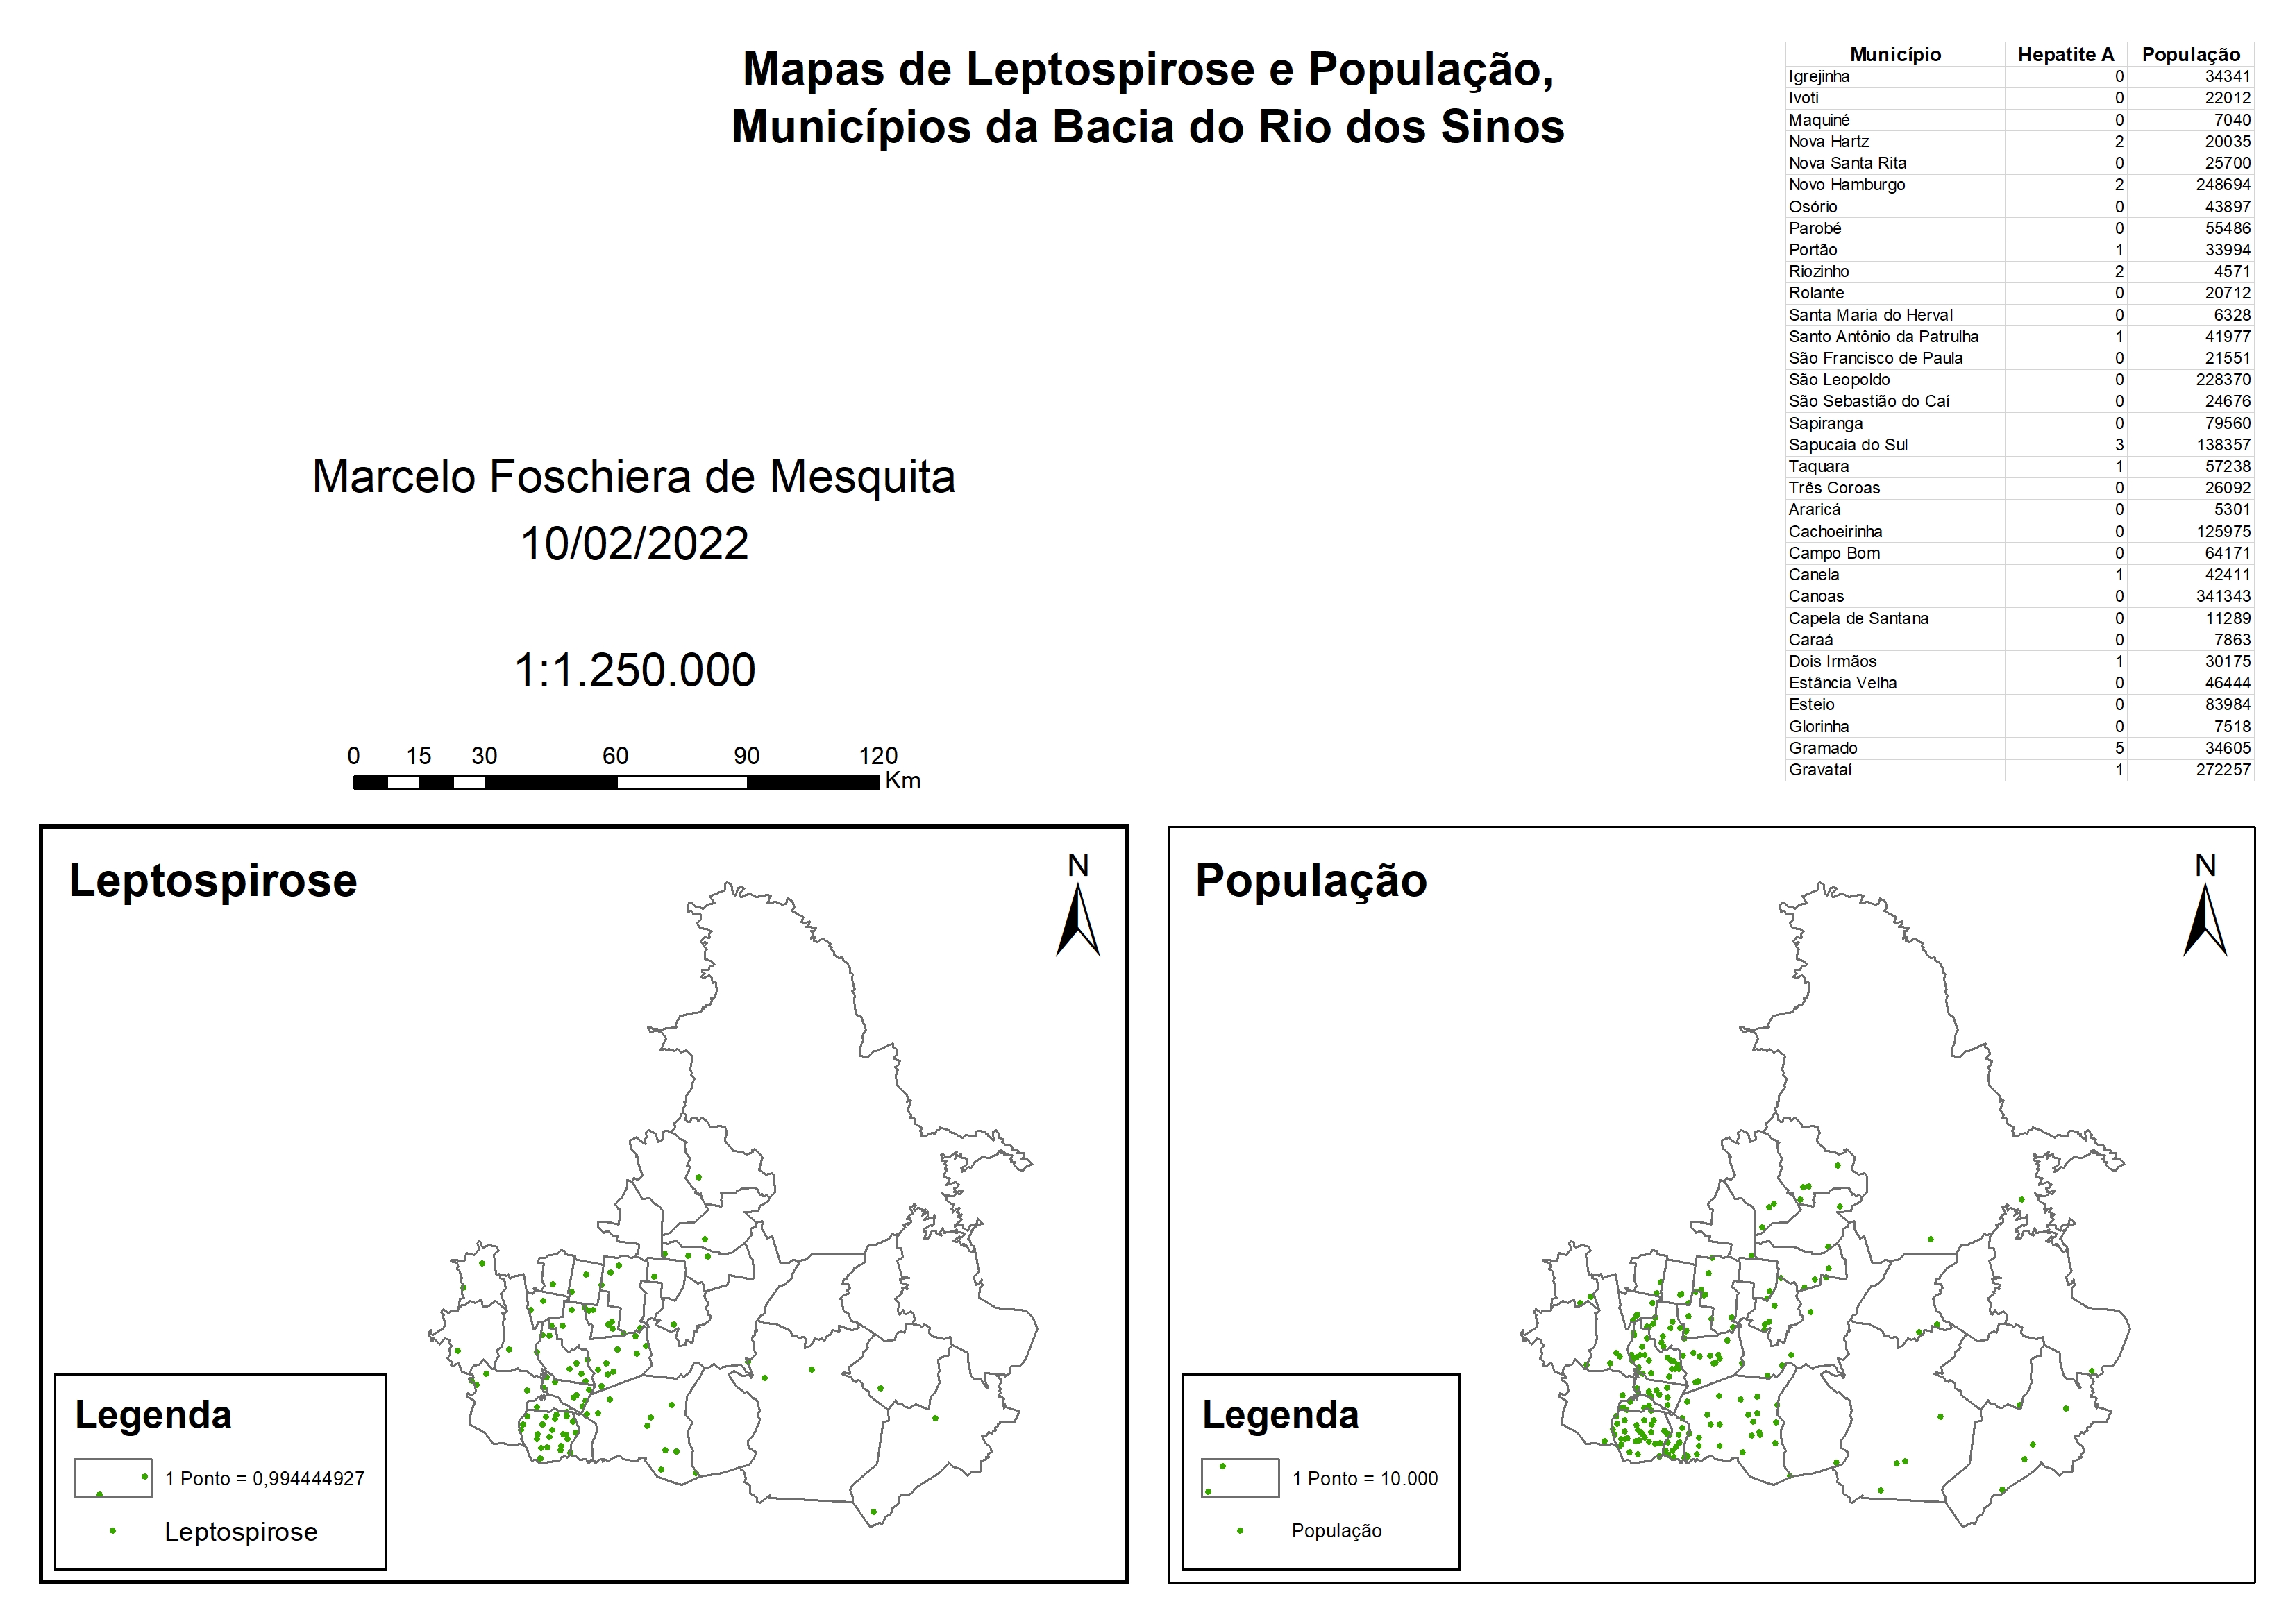 Mapas de Leptospirose e População,
Municípios da Bacia do Rio dos Sinos
Município Hepatite A População
Igrejinha 0 34341
Ivoti 0 22012
Maquiné 0 7040
Nova Hartz 2 20035
Nova Santa Rita 0 25700
Novo Hamburgo 2 248694
Osório 0 43897
Parobé 0 55486
Portão 1 33994
Riozinho 2 4571
Rolante 0 20712
Santa Maria do Herval 0 6328
Santo Antônio da Patrulha 1 41977
São Francisco de Paula 0 21551
São Leopoldo 0 228370
São Sebastião do Caí 0 24676
Sapiranga 0 79560
Sapucaia do Sul 3 138357
Taquara 1 57238
Três Coroas 0 26092
Araricá 0 5301
Cachoeirinha 0 125975
Campo Bom 0 64171
Canela 1 42411
Canoas 0 341343
Capela de Santana 0 11289
Caraá 0 7863
Dois Irmãos 1 30175
Estância Velha 0 46444
Esteio 0 83984
Glorinha 0 7518
Gramado 5 34605
Gravataí 1 272257
Marcelo Foschiera de Mesquita
10/02/2022
1:1.250.000
0 15 30 60 90 120
Km
Leptospirose
N
Legenda
1 Ponto = 0,994444927
Leptospirose
População
N
Legenda
1 Ponto = 10.000
População